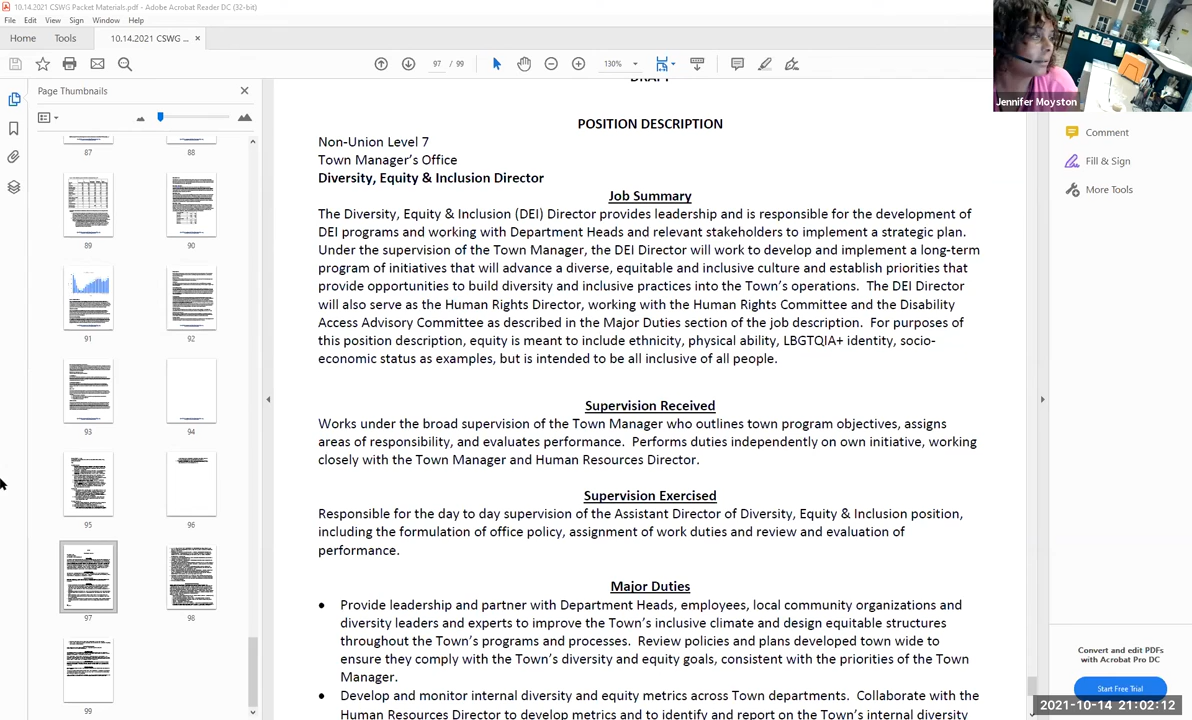 10.14.2021 CSWG Packet Materials.pdf - Adobe Acrobat Reader DC (32-bit)
File Edit View Sign Window Help
Home Tools 10.14.2021 CSWG ... ×
97 / 99 130%
Page Thumbnails
87 88
89 90
91 92
93 94
95 96
97 98
99
DRAFT
POSITION DESCRIPTION
Non-Union Level 7
Town Manager's Office
Diversity, Equity & Inclusion Director
Job Summary
The Diversity, Equity & Inclusion (DEI) Director provides leadership and is responsible for the development of
DEI programs and working with Department Heads and relevant stakeholders to implement a strategic plan.
Under the supervision of the Town Manager, the DEI Director will work to develop and implement a long-term
program of initiatives that will advance a diverse, equitable and inclusive culture and establish priorities that
provide opportunities to build diversity and inclusive practices into the Town's operations.  The DEI Director
will also serve as the Human Rights Director, working with the Human Rights Committee and the Disability
Access Advisory Committee as described in the Major Duties section of the job description.  For purposes of
this position description, equity is meant to include ethnicity, physical ability, LBGTQIA+ identity, socio-
economic status as examples, but is intended to be all inclusive of all people.
Supervision Received
Works under the broad supervision of the Town Manager who outlines town program objectives, assigns
areas of responsibility, and evaluates performance.  Performs duties independently on own initiative, working
closely with the Town Manager and Human Resources Director.
Supervision Exercised
Responsible for the day to day supervision of the Assistant Director of Diversity, Equity & Inclusion position,
including the formulation of office policy, assignment of work duties and review and evaluation of
performance.
Major Duties
• Provide leadership and partner with Department Heads, employees, local community organizations and
diversity leaders and experts to improve the Town's inclusive climate and design equitable structures
throughout the Town's programs and processes.  Review policies and plans developed town wide to
ensure they comply with the Town's diversity and equity goals, consistent with the priorities of the Town
Manager.
• Develop and monitor internal diversity and equity metrics across Town departments.  Collaborate with the
Human Resources Director to develop metrics and to identify and report on the Town's internal diversity
Jennifer Moyston
Comment
Fill & Sign
More Tools
Convert and edit PDFs
with Acrobat Pro DC
Start Free Trial
2021-10-14 21:02:12